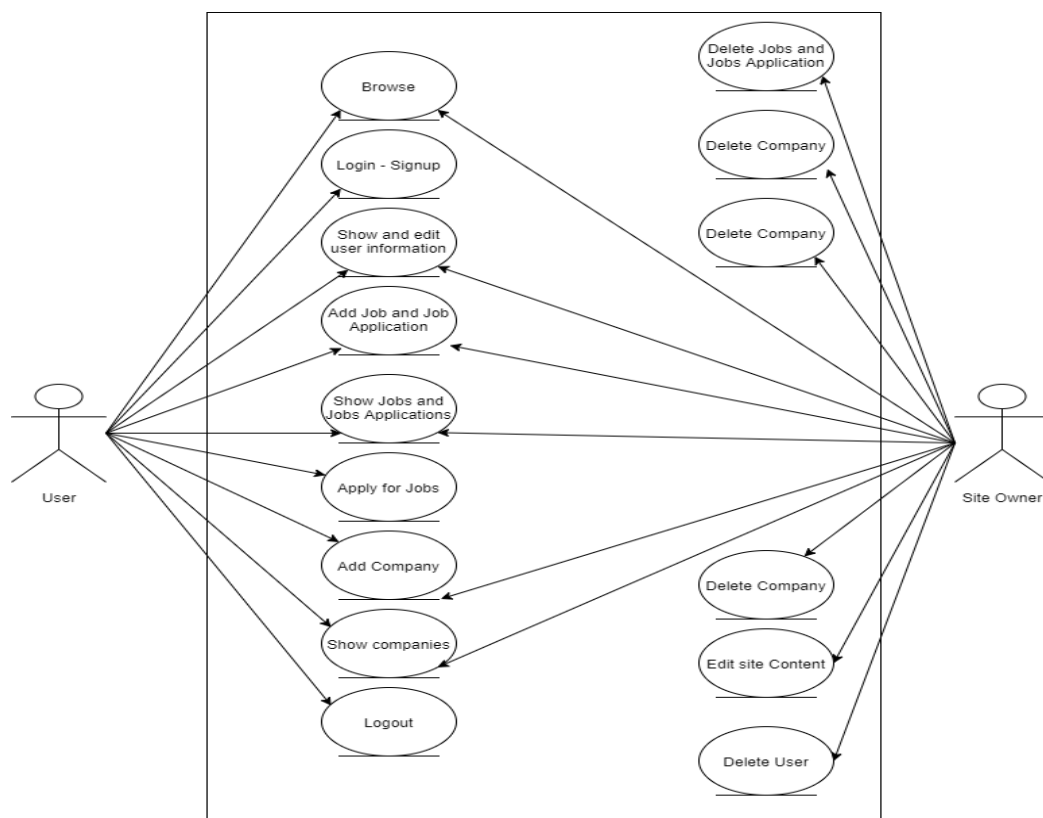 Browse
Login - Signup
Show and edit
user information
Add Job and Job
Application
Show Jobs and
Jobs Applications
Apply for Jobs
Add Company
Show companies
Logout
Delete Jobs and
Jobs Application
Delete Company
Delete Company
Delete Company
Edit site Content
Delete User
User
Site Owner